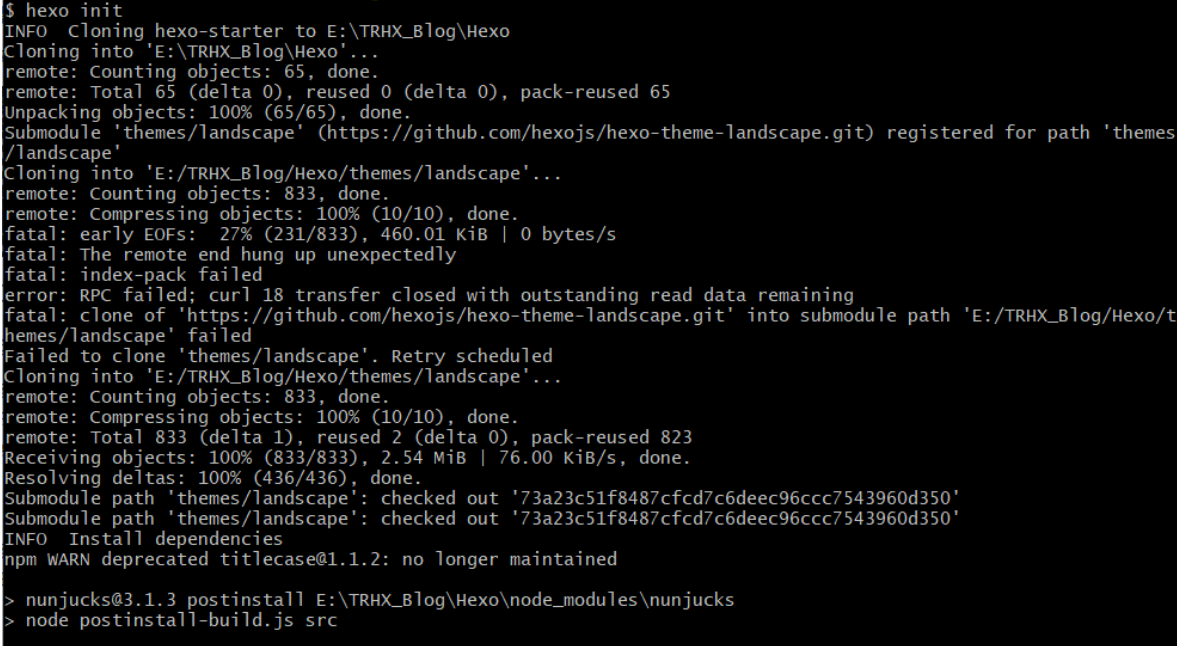 $ hexo init
INFO  Cloning hexo-starter to E:\TRHX_Blog\Hexo
Cloning into 'E:\TRHX_Blog\Hexo'...
remote: Counting objects: 65, done.
remote: Total 65 (delta 0), reused 0 (delta 0), pack-reused 65
Unpacking objects: 100% (65/65), done.
Submodule 'themes/landscape' (https://github.com/hexojs/hexo-theme-landscape.git) registered for path 'themes
/landscape'
Cloning into 'E:/TRHX_Blog/Hexo/themes/landscape'...
remote: Counting objects: 833, done.
remote: Compressing objects: 100% (10/10), done.
fatal: early EOFs:  27% (231/833), 460.01 KiB | 0 bytes/s
fatal: The remote end hung up unexpectedly
fatal: index-pack failed
error: RPC failed; curl 18 transfer closed with outstanding read data remaining
fatal: clone of 'https://github.com/hexojs/hexo-theme-landscape.git' into submodule path 'E:/TRHX_Blog/Hexo/t
hemes/landscape' failed
Failed to clone 'themes/landscape'. Retry scheduled
Cloning into 'E:/TRHX_Blog/Hexo/themes/landscape'...
remote: Counting objects: 833, done.
remote: Compressing objects: 100% (10/10), done.
remote: Total 833 (delta 1), reused 2 (delta 0), pack-reused 823
Receiving objects: 100% (833/833), 2.54 MiB | 76.00 KiB/s, done.
Resolving deltas: 100% (436/436), done.
Submodule path 'themes/landscape': checked out '73a23c51f8487cfcd7c6deec96ccc7543960d350'
Submodule path 'themes/landscape': checked out '73a23c51f8487cfcd7c6deec96ccc7543960d350'
INFO  Install dependencies
npm WARN deprecated titlecase@1.1.2: no longer maintained
> nunjucks@3.1.3 postinstall E:\TRHX_Blog\Hexo\node_modules\nunjucks
> node postinstall-build.js src